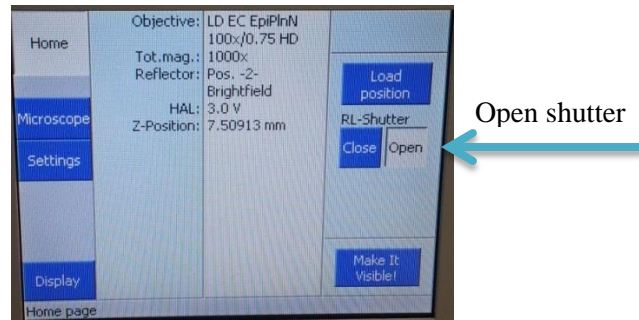 Home
Microscope
Settings
Display
Objective: LD EC EpiPlnN
100x/0.75 HD
Tot.mag.: 1000x
Reflector: Pos. -2-
Brightfield
HAL: 3.0 V
Z-Position: 7.50913 mm
Load
position
RL-Shutter
Close Open
Make It
Visible!
Home page
Open shutter